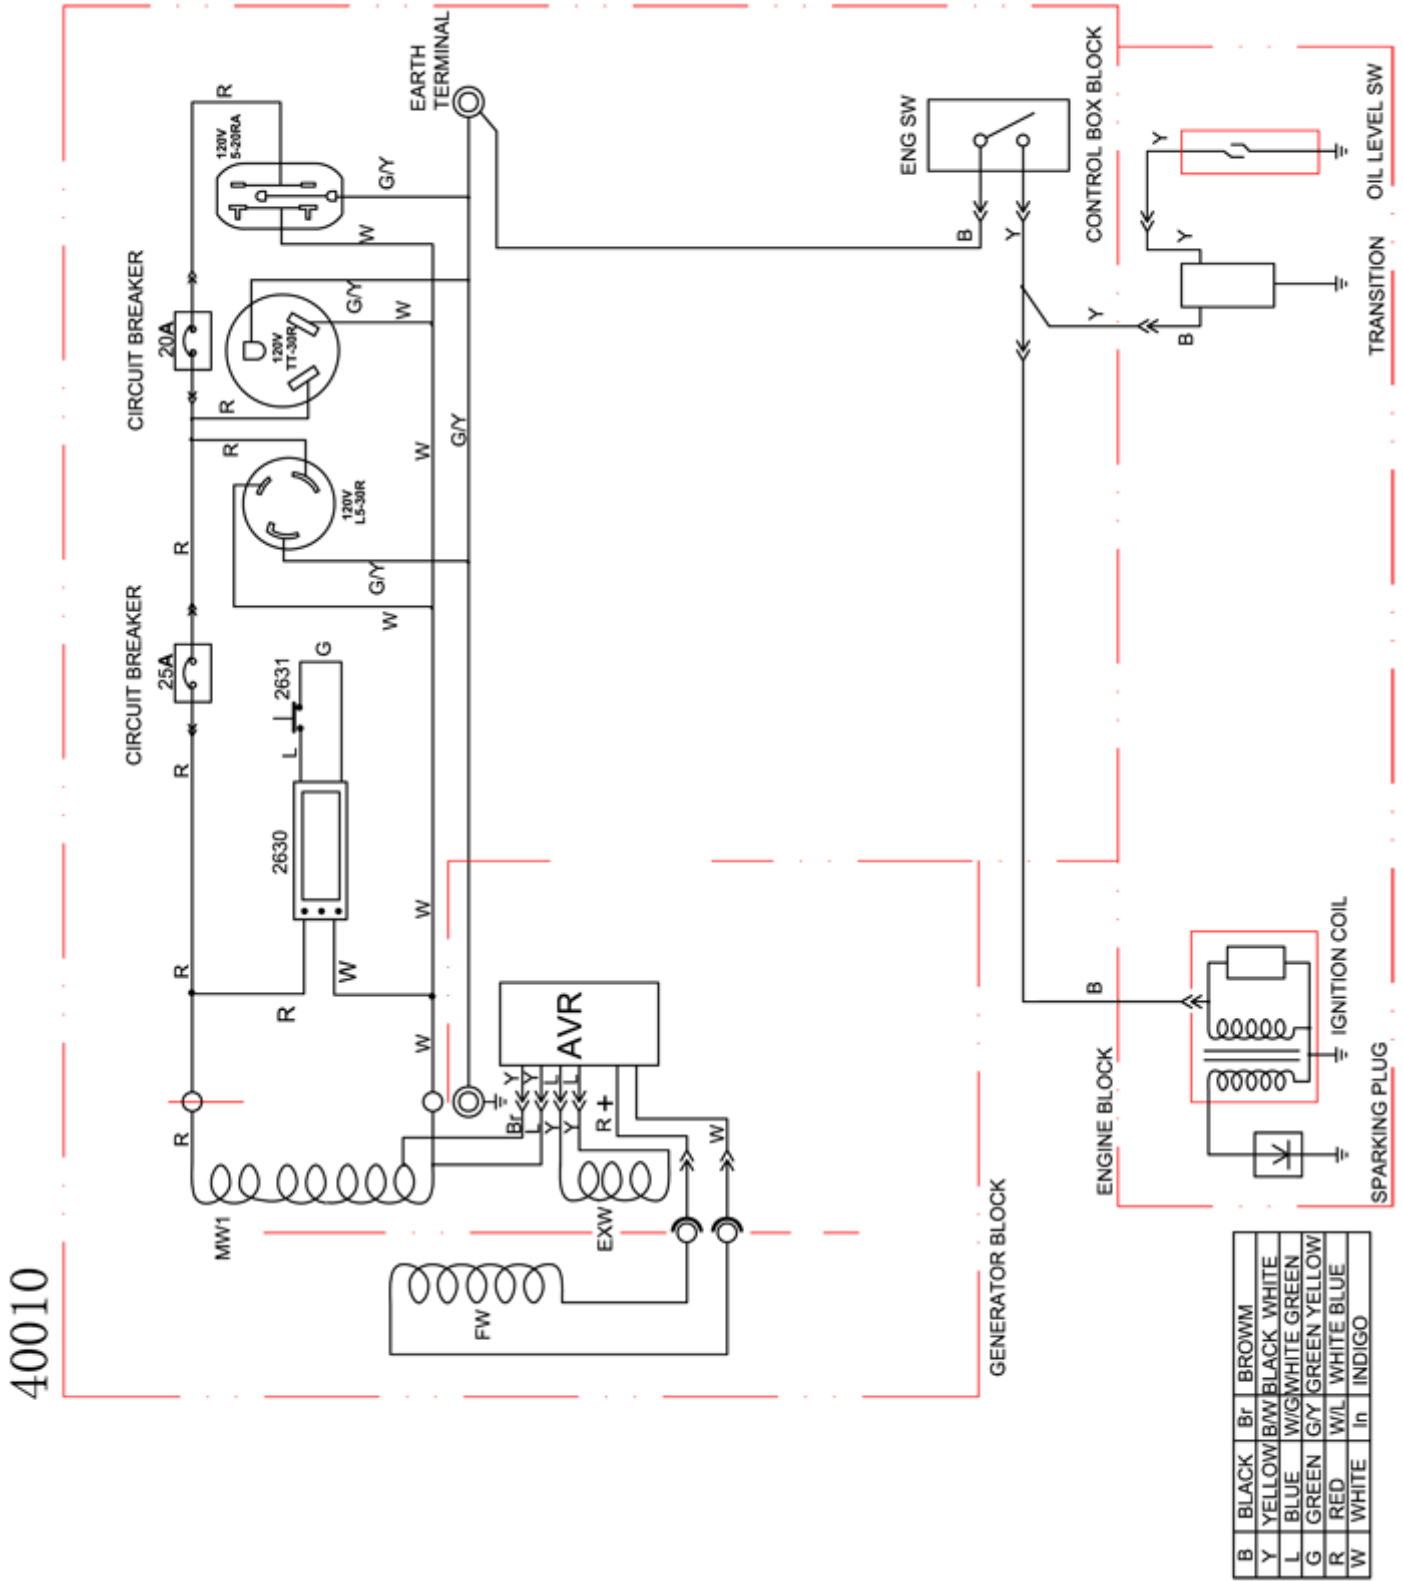 40010
CIRCUIT BREAKER
25A
CIRCUIT BREAKER
20A
R
R
R
R
R
R
R
R
120V
5-20RA
120V
TT-30R
120V
L5-30R
EARTH
TERMINAL
2630
2631
L
G
R
W
W
W
W
W
W
W
G/Y
G/Y
G/Y
G/Y
MW1
FW
EXW
AVR
Br
Y
L
Y
Y
L
Y
L
R
+
W
GENERATOR BLOCK
ENG SW
B
Y
CONTROL BOX BLOCK
Y
B
Y
Y
OIL LEVEL SW
TRANSITION
B
ENGINE BLOCK
IGNITION COIL
SPARKING PLUG
B BLACK Br BROWM
Y YELLOW B/W BLACK WHITE
L BLUE W/G WHITE GREEN
G GREEN G/Y GREEN YELLOW
R RED W/L WHITE BLUE
W WHITE In INDIGO